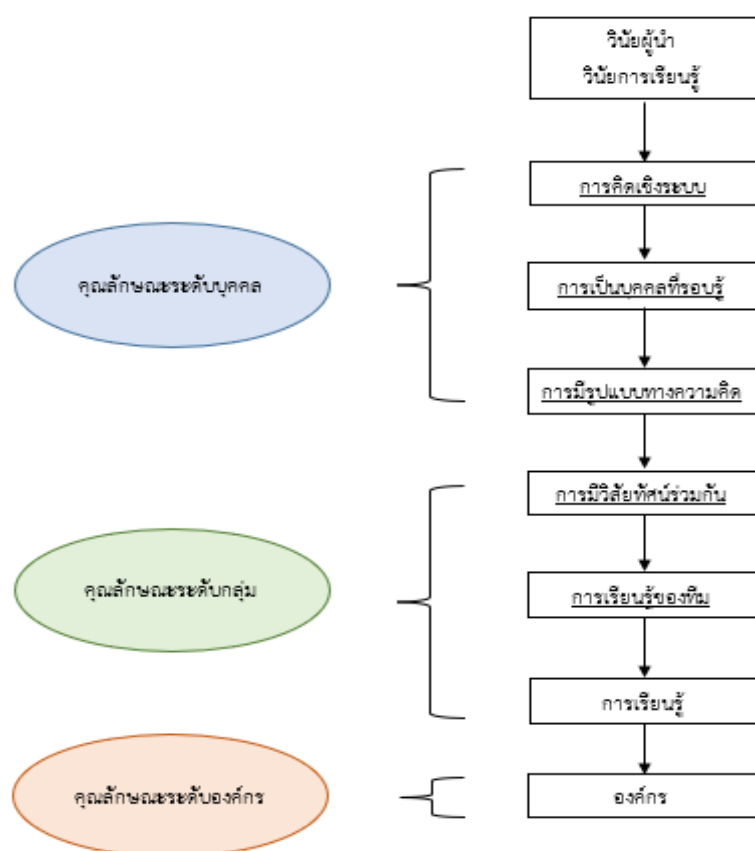 วินัยผู้นำ
วินัยการเรียนรู้
การคิดเชิงระบบ
คุณลักษณะระดับบุคคล
การเป็นบุคคลที่รอบรู้
การมีรูปแบบทางความคิด
การมีวิสัยทัศน์ร่วมกัน
คุณลักษณะระดับกลุ่ม
การเรียนรู้ของทีม
การเรียนรู้
คุณลักษณะระดับองค์กร
องค์กร